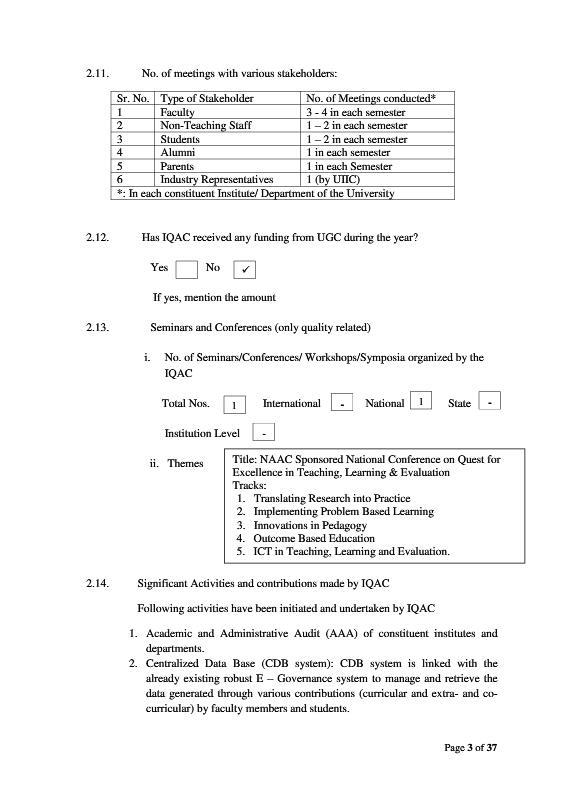 2.11. No. of meetings with various stakeholders:
Sr. No. Type of Stakeholder No. of Meetings conducted*
1 Faculty 3 - 4 in each semester
2 Non-Teaching Staff 1 – 2 in each semester
3 Students 1 – 2 in each semester
4 Alumni 1 in each semester
5 Parents 1 in each Semester
6 Industry Representatives 1 (by UIIC)
*: In each constituent Institute/ Department of the University
2.12. Has IQAC received any funding from UGC during the year?
Yes No ✓
If yes, mention the amount
2.13. Seminars and Conferences (only quality related)
i. No. of Seminars/Conferences/ Workshops/Symposia organized by the
IQAC
Total Nos. 1 International - National 1 State -
Institution Level -
ii. Themes
Title: NAAC Sponsored National Conference on Quest for
Excellence in Teaching, Learning & Evaluation
Tracks:
1. Translating Research into Practice
2. Implementing Problem Based Learning
3. Innovations in Pedagogy
4. Outcome Based Education
5. ICT in Teaching, Learning and Evaluation.
2.14. Significant Activities and contributions made by IQAC
Following activities have been initiated and undertaken by IQAC
1. Academic and Administrative Audit (AAA) of constituent institutes and
departments.
2. Centralized Data Base (CDB system): CDB system is linked with the
already existing robust E – Governance system to manage and retrieve the
data generated through various contributions (curricular and extra- and co-
curricular) by faculty members and students.
Page 3 of 37